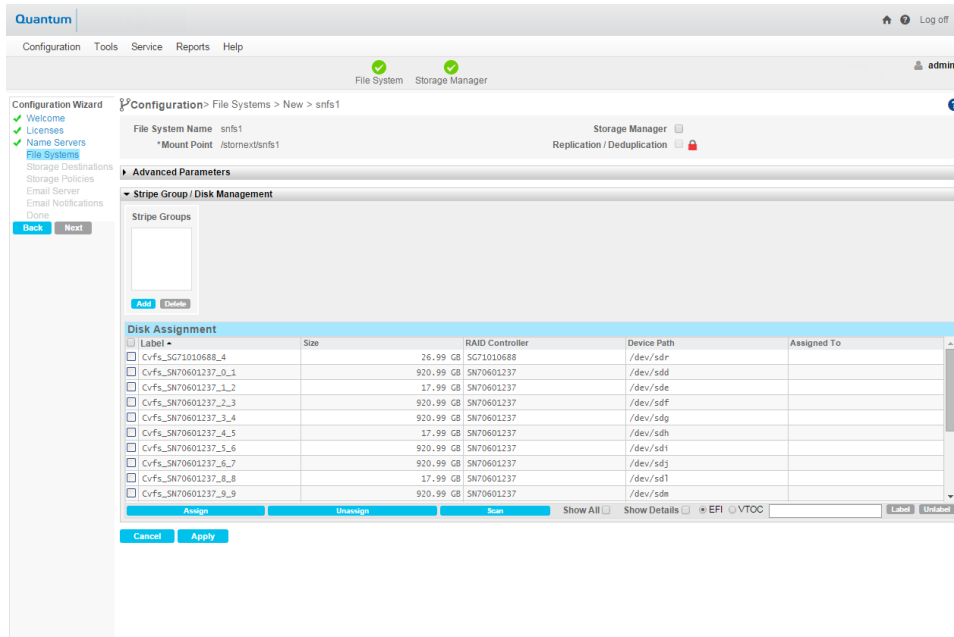 Quantum
Log off
Configuration Tools Service Reports Help
File System Storage Manager
admin
Configuration Wizard
Welcome
Licenses
Name Servers
File Systems
Storage Destinations
Storage Policies
Email Server
Email Notifications
Done
Back Next
Configuration> File Systems > New > snfs1
File System Name snfs1 Storage Manager
*Mount Point /stornext/snfs1 Replication / Deduplication
Advanced Parameters
Stripe Group / Disk Management
Stripe Groups
Add Delete
Disk Assignment
Label Size RAID Controller Device Path Assigned To
Cvfs_SG71010688_4 26.99 GB SG71010688 /dev/sdr
Cvfs_SN70601237_0_1 920.99 GB SN70601237 /dev/sdd
Cvfs_SN70601237_1_2 17.99 GB SN70601237 /dev/sde
Cvfs_SN70601237_2_3 920.99 GB SN70601237 /dev/sdf
Cvfs_SN70601237_3_4 920.99 GB SN70601237 /dev/sdg
Cvfs_SN70601237_4_5 17.99 GB SN70601237 /dev/sdh
Cvfs_SN70601237_5_6 920.99 GB SN70601237 /dev/sdi
Cvfs_SN70601237_6_7 920.99 GB SN70601237 /dev/sdj
Cvfs_SN70601237_8_8 17.99 GB SN70601237 /dev/sdl
Cvfs_SN70601237_9_9 920.99 GB SN70601237 /dev/sdm
Assign Unassign Scan Show All Show Details EFI VTOC Label Unlabel
Cancel Apply